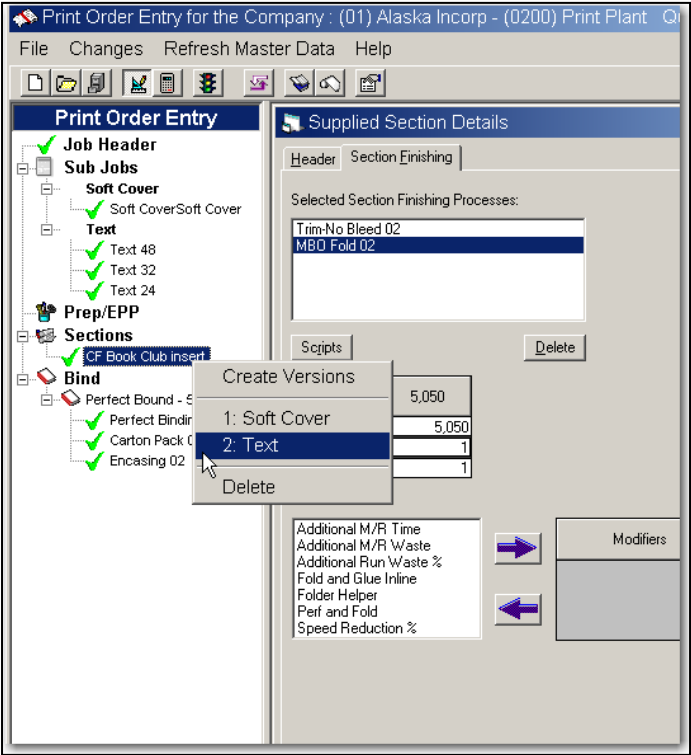 Print Order Entry for the Company : (01) Alaska Incorp - (0200) Print Plant
File Changes Refresh Master Data Help
Print Order Entry
Job Header
Sub Jobs
Soft Cover
Soft CoverSoft Cover
Text
Text 48
Text 32
Text 24
Prep/EPP
Sections
CF Book Club insert
Bind
Perfect Bound - 5
Perfect Bindin
Carton Pack
Encasing 02
Create Versions
1: Soft Cover
2: Text
Delete
Supplied Section Details
Header Section Finishing
Selected Section Finishing Processes:
Trim-No Bleed 02
MBO Fold 02
Scripts Delete
5,050
5,050
1
1
Additional M/R Time
Additional M/R Waste
Additional Run Waste %
Fold and Glue Inline
Folder Helper
Perf and Fold
Speed Reduction %
Modifiers